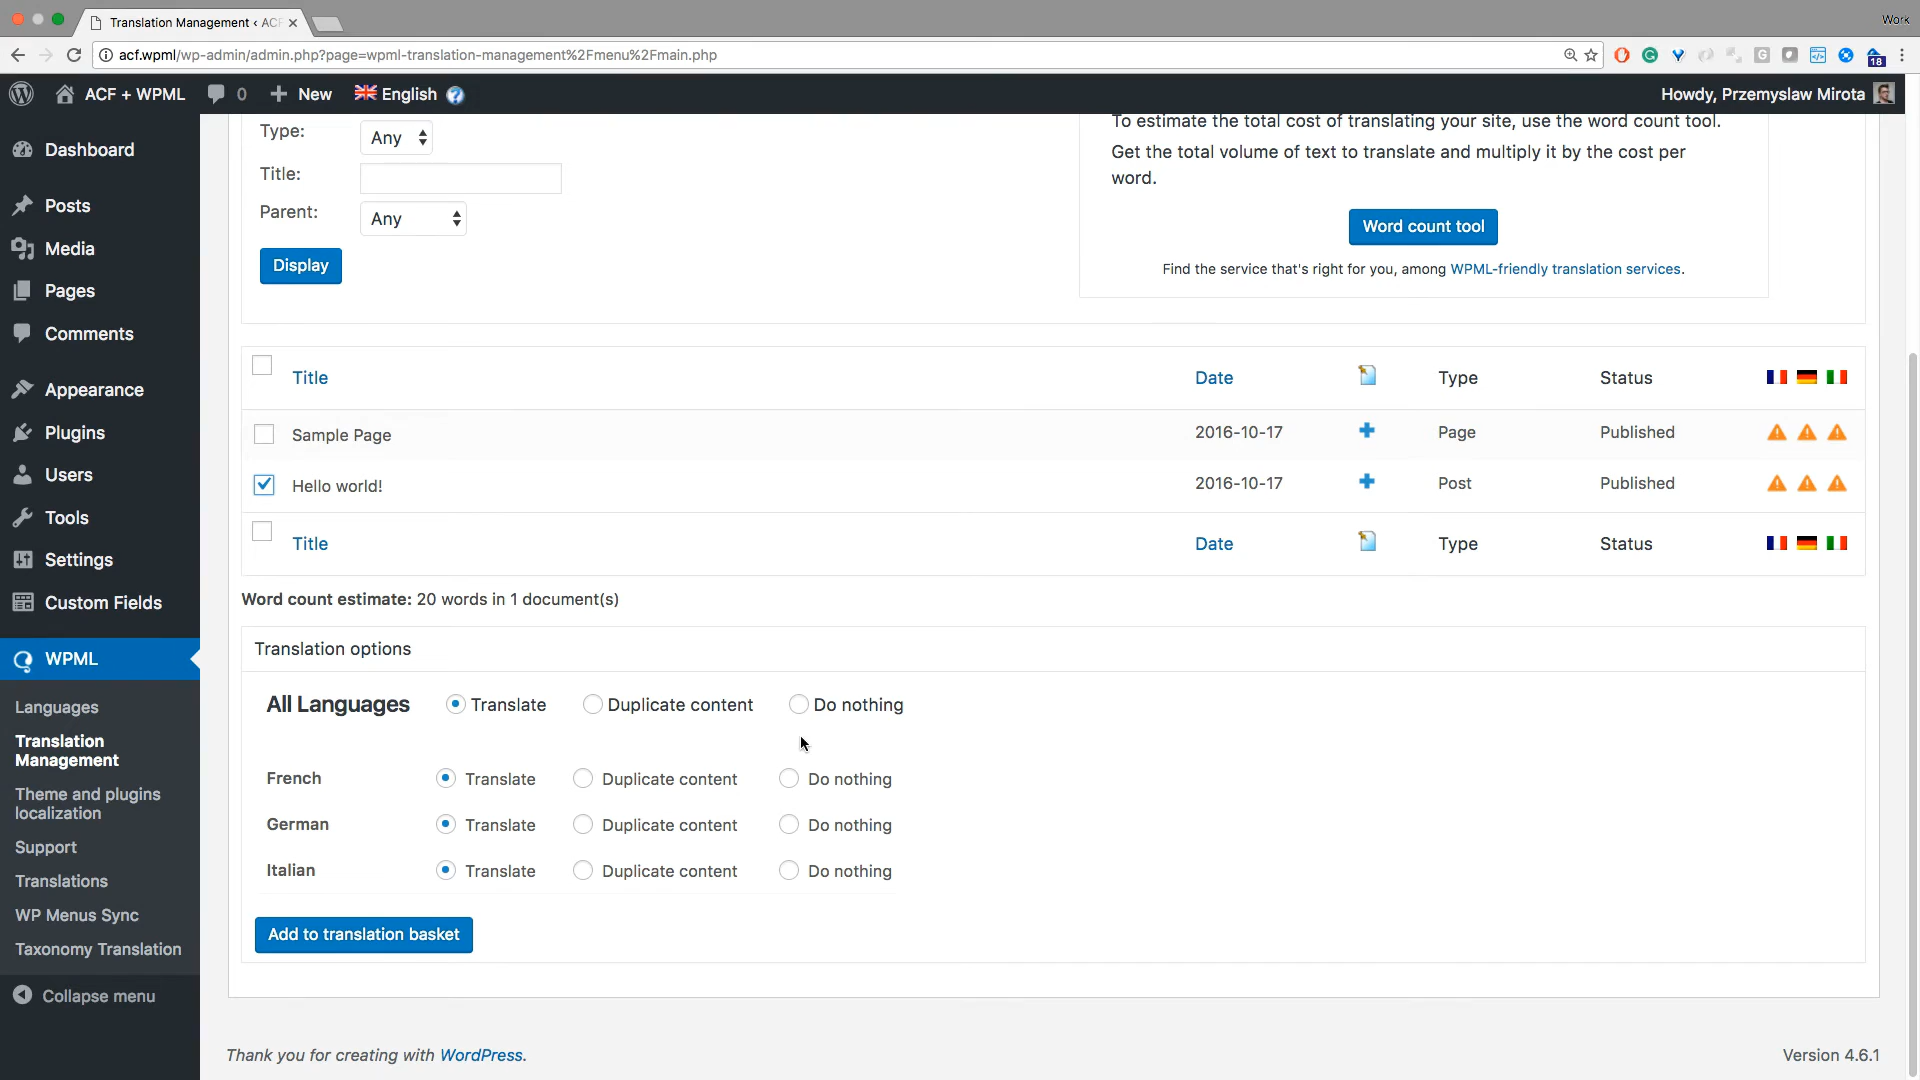 Translation Management ‹ ACF
Work
acf.wpml/wp-admin/admin.php?page=wpml-translation-management%2Fmenu%2Fmain.php
18
ACF + WPML
0
New
English
Howdy, Przemyslaw Mirota
Dashboard
Posts
Media
Pages
Comments
Appearance
Plugins
Users
Tools
Settings
Custom Fields
WPML
Languages
Translation
Management
Theme and plugins
localization
Support
Translations
WP Menus Sync
Taxonomy Translation
Collapse menu
Type:
Any
Title:
Parent:
Any
Display
To estimate the total cost of translating your site, use the word count tool.
Get the total volume of text to translate and multiply it by the cost per
word.
Word count tool
Find the service that's right for you, among WPML-friendly translation services.
Title Date Type Status
Sample Page 2016-10-17 Page Published
Hello world! 2016-10-17 Post Published
Title Date Type Status
Word count estimate: 20 words in 1 document(s)
Translation options
All Languages Translate Duplicate content Do nothing
French Translate Duplicate content Do nothing
German Translate Duplicate content Do nothing
Italian Translate Duplicate content Do nothing
Add to translation basket
Thank you for creating with WordPress.
Version 4.6.1